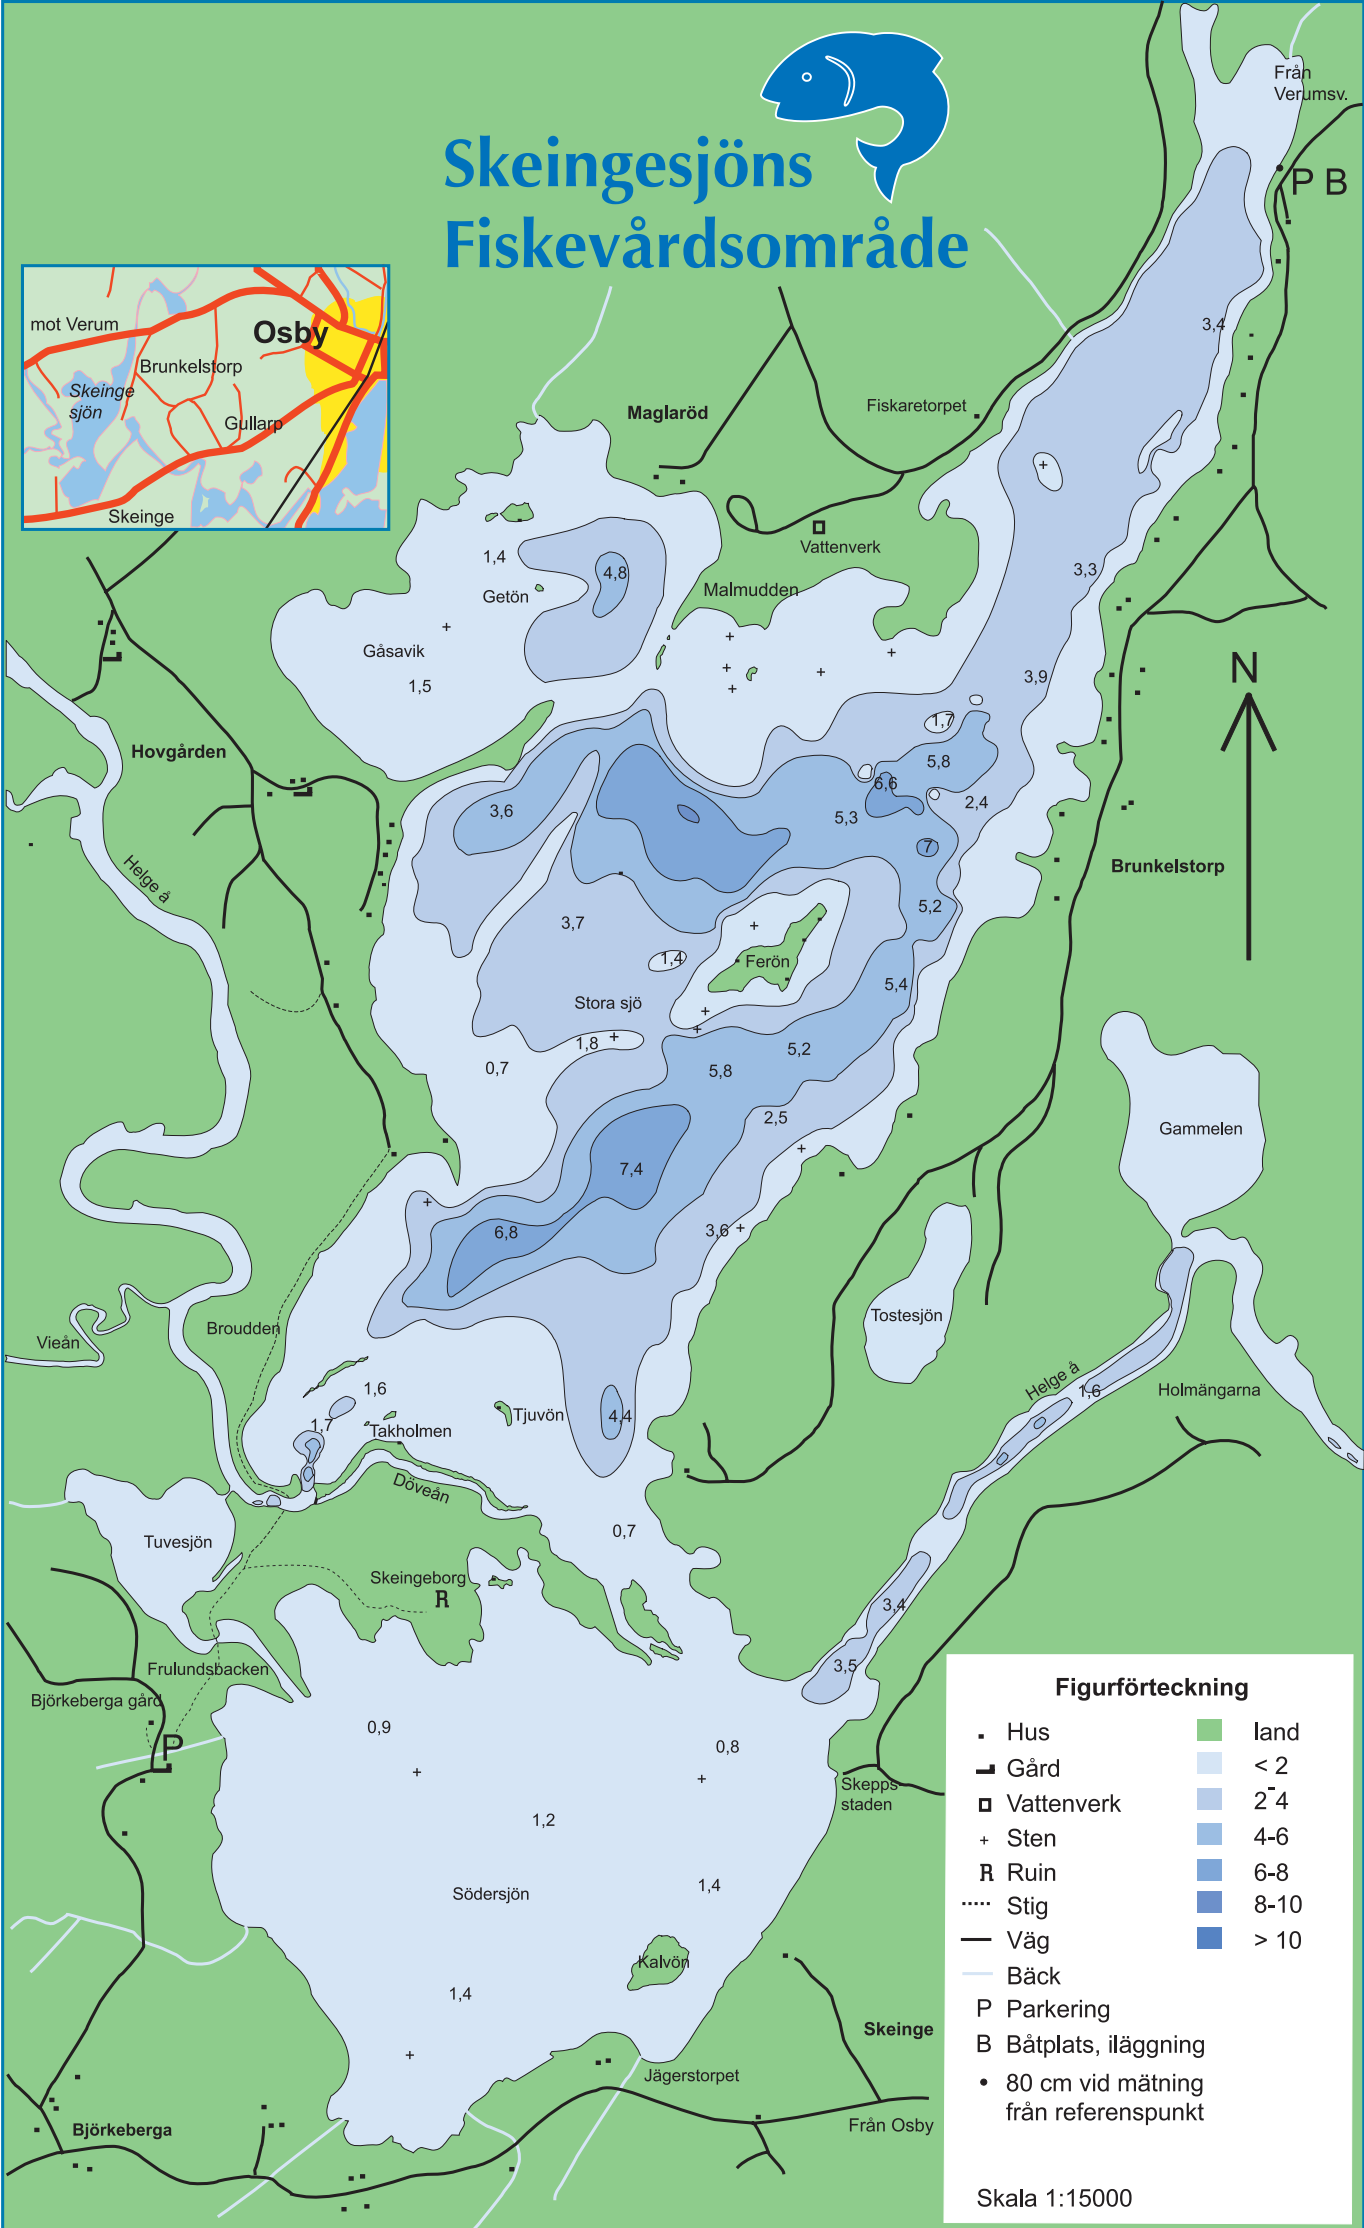 Skeingesjöns
Fiskevårdsområde
Från
Verumsv.
P B
mot Verum
Osby
Brunkelstorp
Skeinge
sjön
Gullarp
Skeinge
3,4
Maglaröd
Fiskaretorpet
Vattenverk
1,4
4,8
Getön
Malmudden
3,3
Gåsavik
1,5
3,9
N
Hovgården
1,7
5,8
6,6
3,6
5,3
2,4
7
Brunkelstorp
Helge å
5,2
3,7
1,4
Ferön
5,4
Stora sjö
1,8
5,2
0,7
5,8
2,5
Gammelen
7,4
6,8
3,6
Tostesjön
Broudden
Vieån
Helge å
1,6
Holmängarna
1,6
1,7
Takholmen
Tjuvön
4,4
Döveån
0,7
Tuvesjön
Skeingeborg
R
3,4
3,5
Frulundsbacken
Björkeberga gård
P
0,9
0,8
Skepps-
staden
1,2
Södersjön
1,4
Kalvön
1,4
Skeinge
Jägerstorpet
Från Osby
Björkeberga
Figurförteckning
Hus
Gård
Vattenverk
+ Sten
R Ruin
Stig
Väg
Bäck
P Parkering
B Båtplats, iläggning
• 80 cm vid mätning
från referenspunkt
land
< 2
2-4
4-6
6-8
8-10
> 10
Skala 1:15000